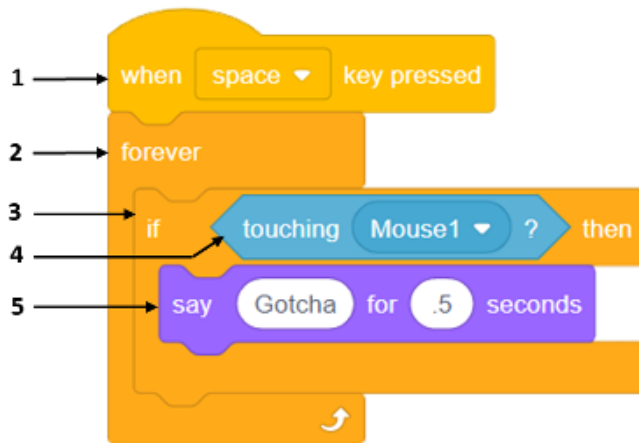 1 when space key pressed
2 forever
3 if touching Mouse1 ? then
4
5 say Gotcha for .5 seconds